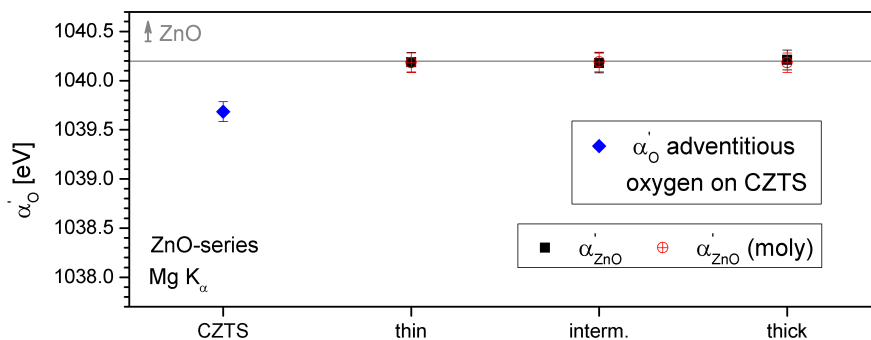 ZnO
1040.5
1040.0
1039.5
1039.0
1038.5
1038.0
α'O [eV]
α'O adventitious
oxygen on CZTS
ZnO-series
Mg Kα
α'ZnO α'ZnO (moly)
CZTS thin interm. thick